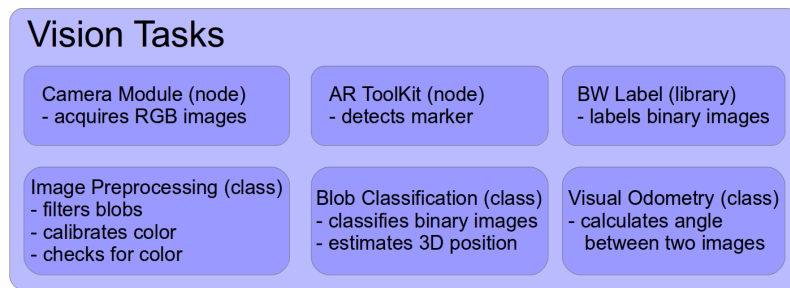 Vision Tasks
Camera Module (node)
- acquires RGB images
AR ToolKit (node)
- detects marker
BW Label (library)
- labels binary images
Image Preprocessing (class)
- filters blobs
- calibrates color
- checks for color
Blob Classification (class)
- classifies binary images
- estimates 3D position
Visual Odometry (class)
- calculates angle
between two images